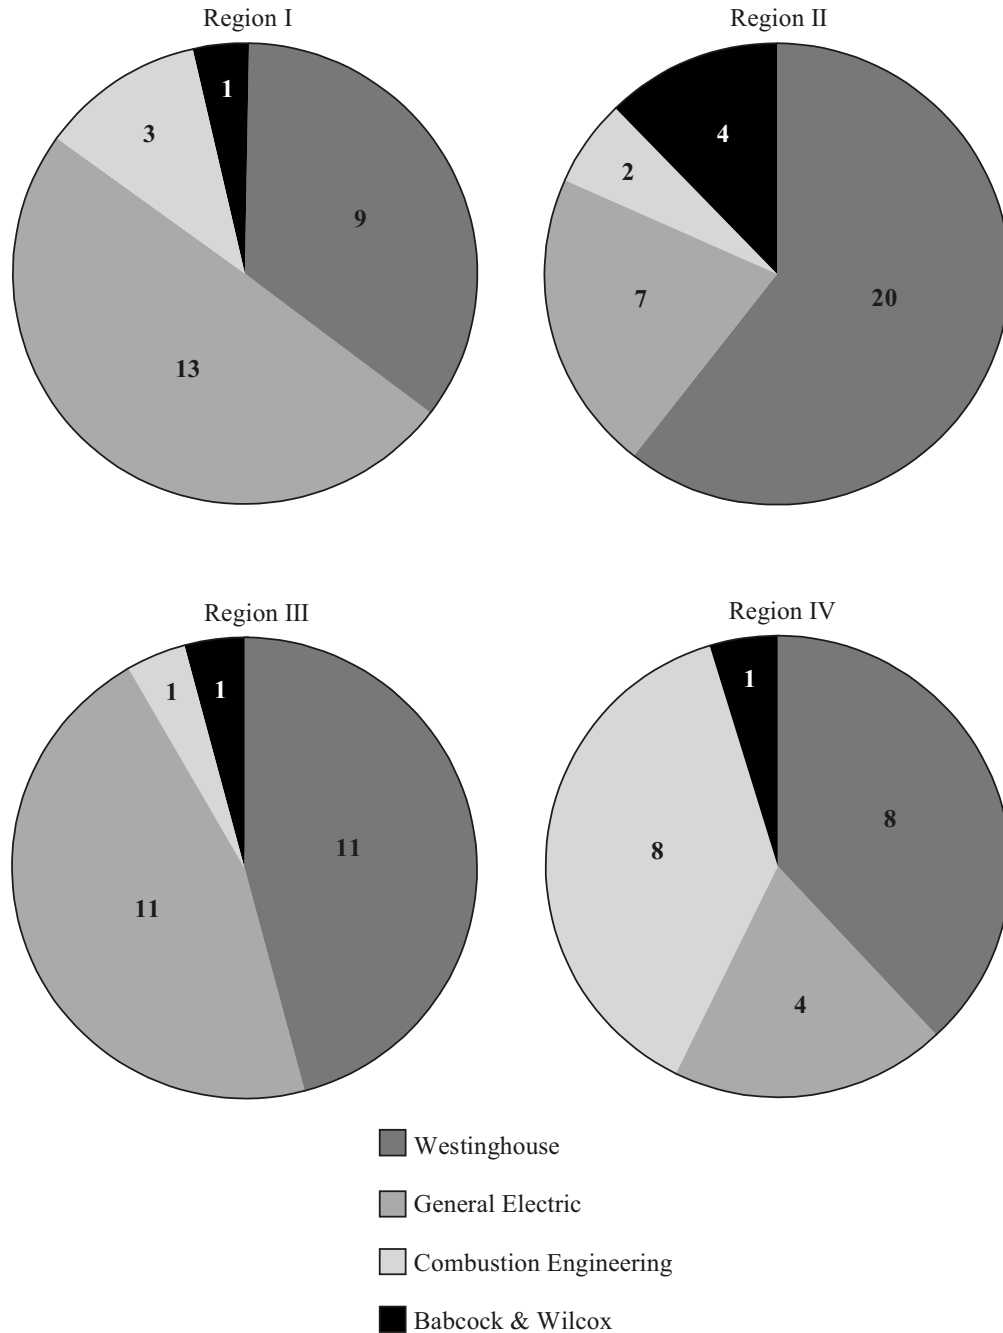 Region I
1
3
9
13
Region II
4
2
7
20
Region III
1
1
11
11
Region IV
1
8
8
4
Westinghouse
General Electric
Combustion Engineering
Babcock & Wilcox